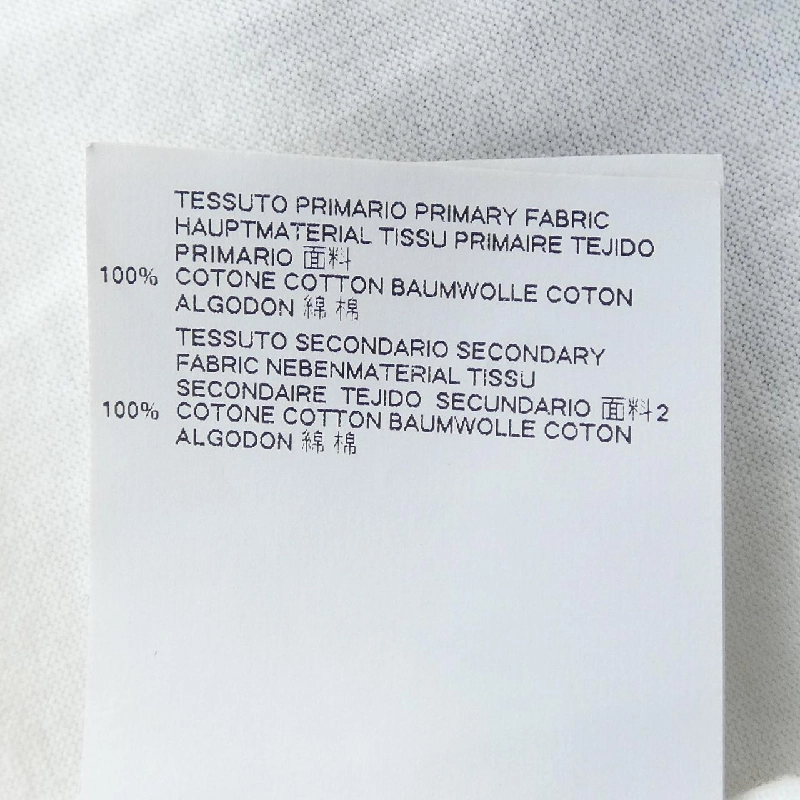 TESSUTO PRIMARIO PRIMARY FABRIC
HAUPTMATERIAL TISSU PRIMAIRE TEJIDO
PRIMARIO 面料
100% COTONE COTTON BAUMWOLLE COTON
ALGODON 綿 棉
TESSUTO SECONDARIO SECONDARY
FABRIC NEBENMATERIAL TISSU
SECONDAIRE TEJIDO SECUNDARIO 面料2
100% COTONE COTTON BAUMWOLLE COTON
ALGODON 綿 棉